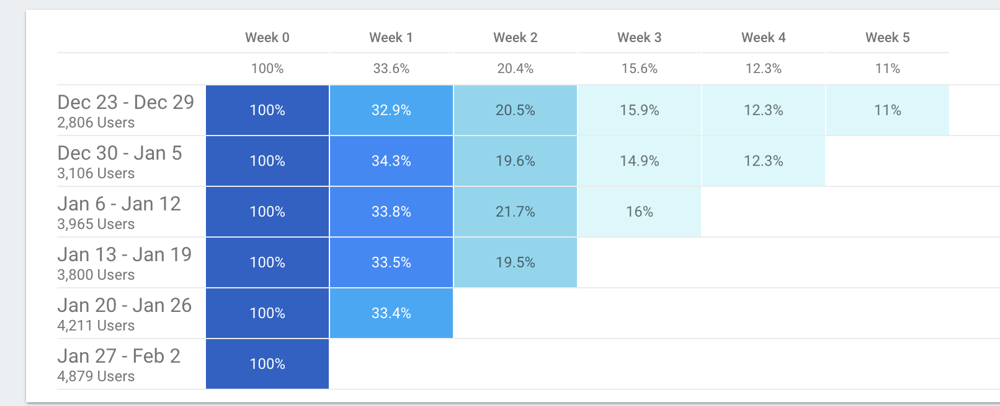 Week 0 Week 1 Week 2 Week 3 Week 4 Week 5
100% 33.6% 20.4% 15.6% 12.3% 11%
Dec 23 - Dec 29
2,806 Users
100% 32.9% 20.5% 15.9% 12.3% 11%
Dec 30 - Jan 5
3,106 Users
100% 34.3% 19.6% 14.9% 12.3%
Jan 6 - Jan 12
3,965 Users
100% 33.8% 21.7% 16%
Jan 13 - Jan 19
3,800 Users
100% 33.5% 19.5%
Jan 20 - Jan 26
4,211 Users
100% 33.4%
Jan 27 - Feb 2
4,879 Users
100%